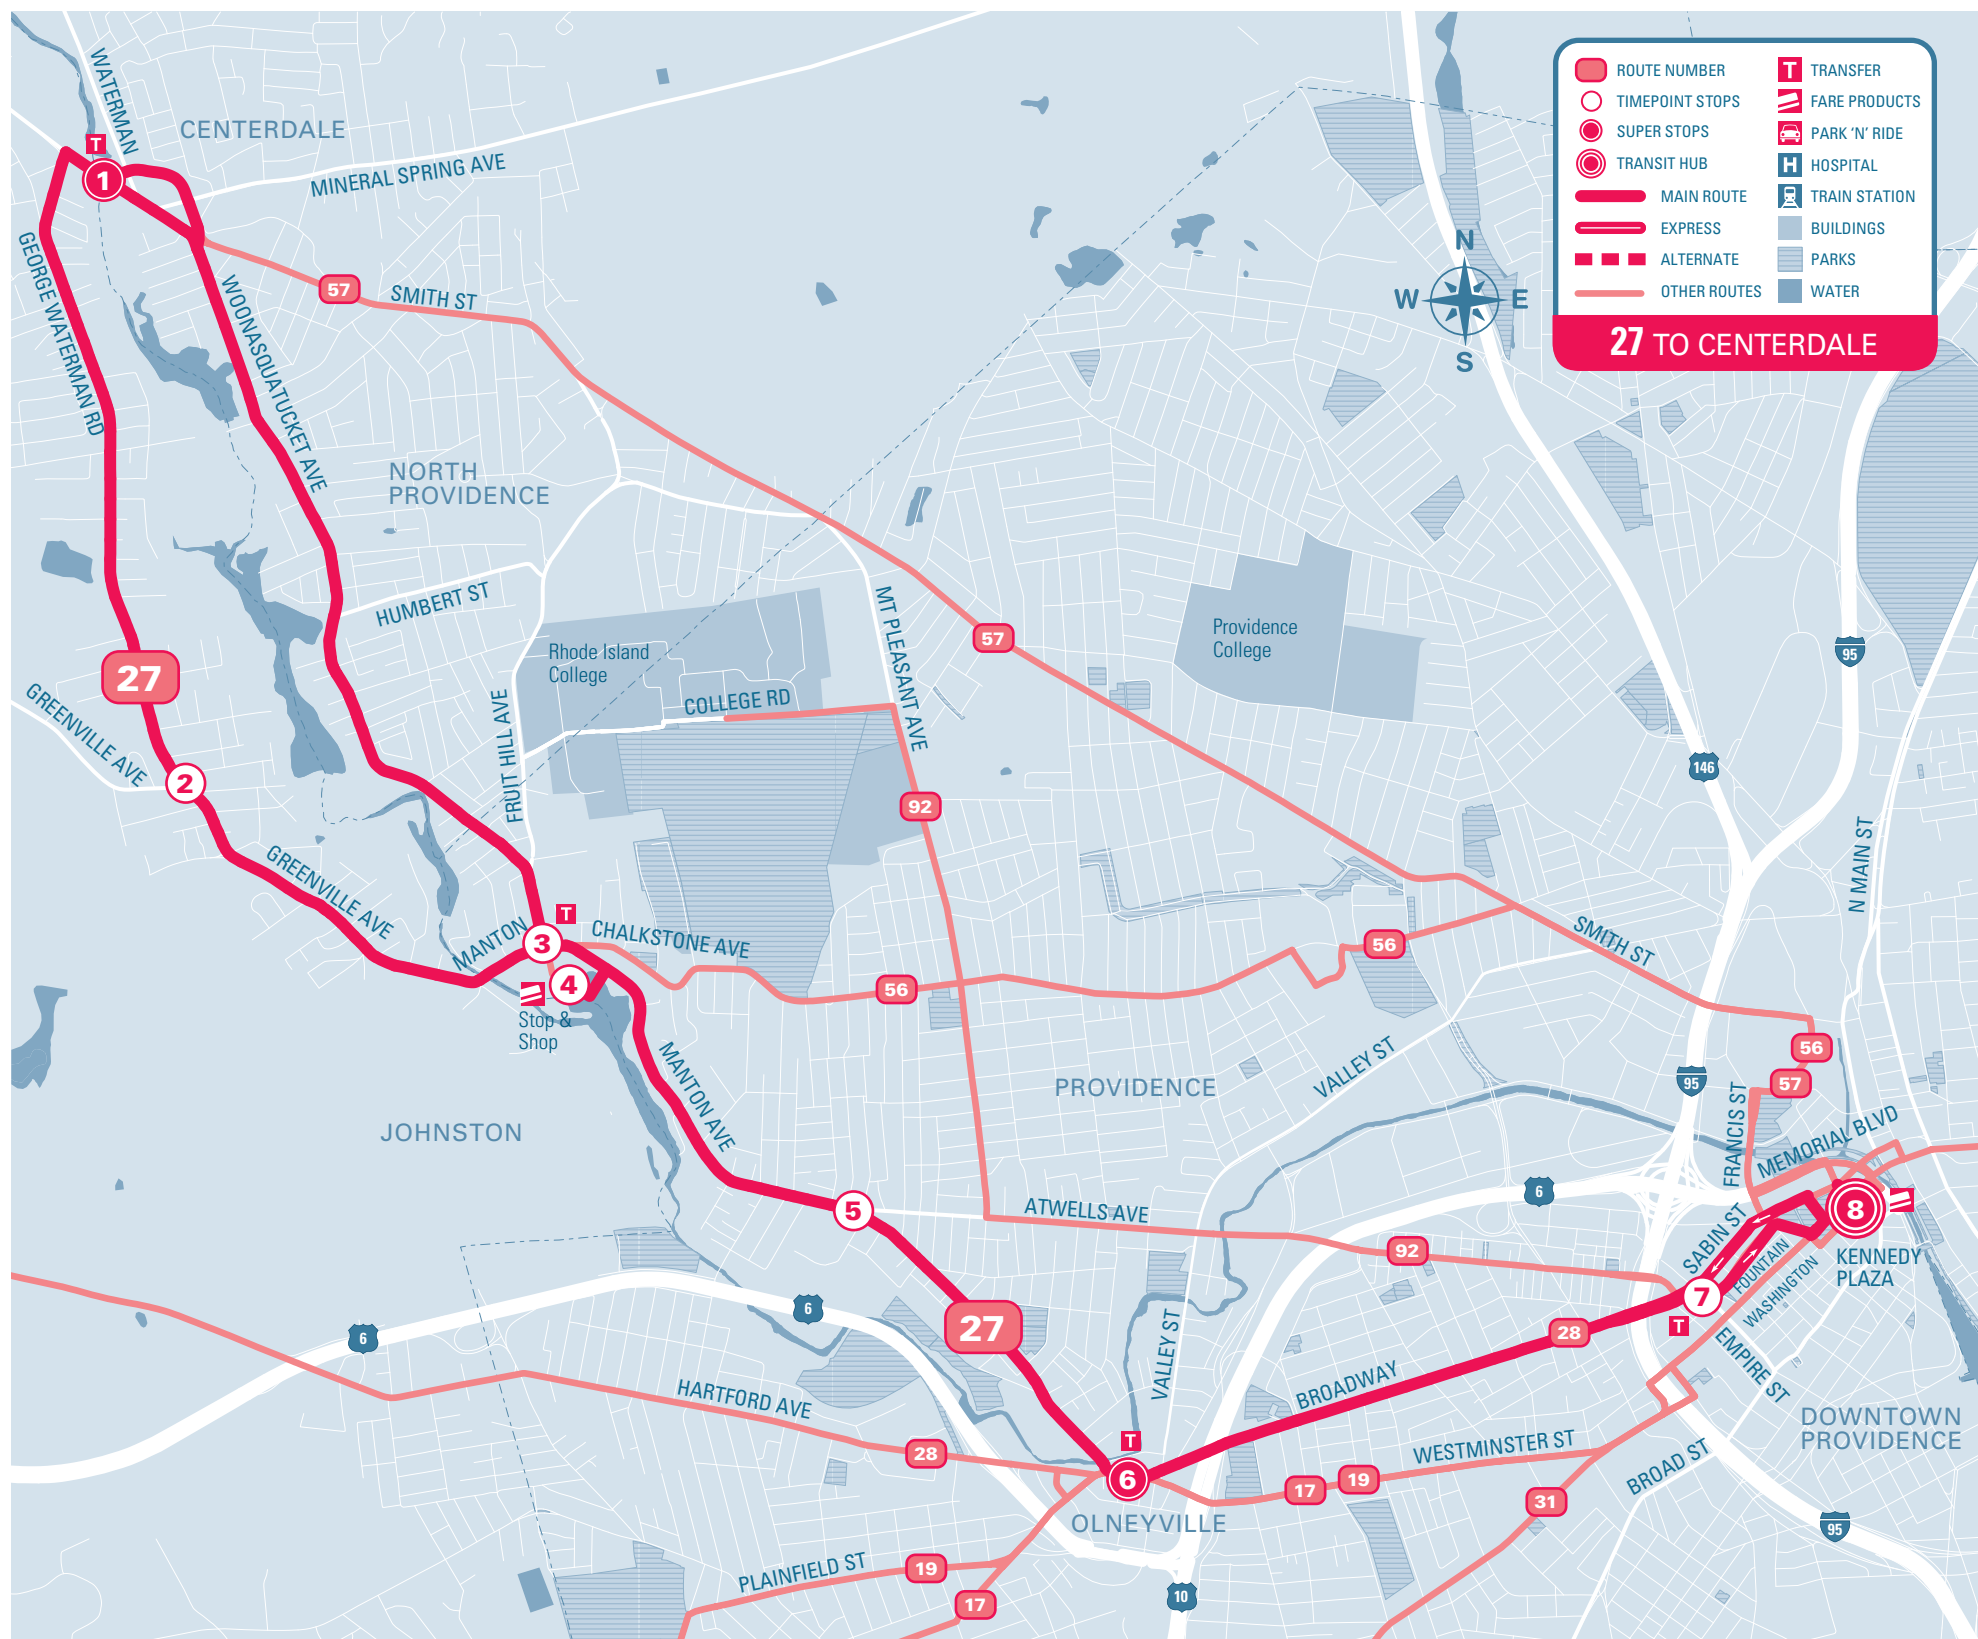 ROUTE NUMBER
TIMEPOINT STOPS
SUPER STOPS
TRANSIT HUB
MAIN ROUTE
EXPRESS
ALTERNATE
OTHER ROUTES
T TRANSFER
FARE PRODUCTS
PARK ‘N’ RIDE
H HOSPITAL
TRAIN STATION
BUILDINGS
PARKS
WATER
27 TO CENTERDALE
N
W
E
S
WATERMAN
CENTERDALE
T
1
MINERAL SPRING AVE
GEORGE WATERMAN RD
WOONASQUATUCKET AVE
57
SMITH ST
NORTH
PROVIDENCE
HUMBERT ST
Rhode Island
College
COLLEGE RD
MT PLEASANT AVE
57
Providence
College
95
146
27
GREENVILLE AVE
2
FRUIT HILL AVE
92
GREENVILLE AVE
MANTON
T
3
CHALKSTONE AVE
4
Stop &
Shop
56
56
SMITH ST
N MAIN ST
MANTON AVE
PROVIDENCE
VALLEY ST
95
56
57
FRANCIS ST
MEMORIAL BLVD
JOHNSTON
5
ATWELLS AVE
6
92
SABIN ST
FOUNTAIN
WASHINGTON
8
KENNEDY
PLAZA
7
T
EMPIRE ST
6
6
27
VALLEY ST
28
BROADWAY
HARTFORD AVE
28
T
6
OLNEYVILLE
17
19
WESTMINSTER ST
31
BROAD ST
DOWNTOWN
PROVIDENCE
95
PLAINFIELD ST
19
17
10